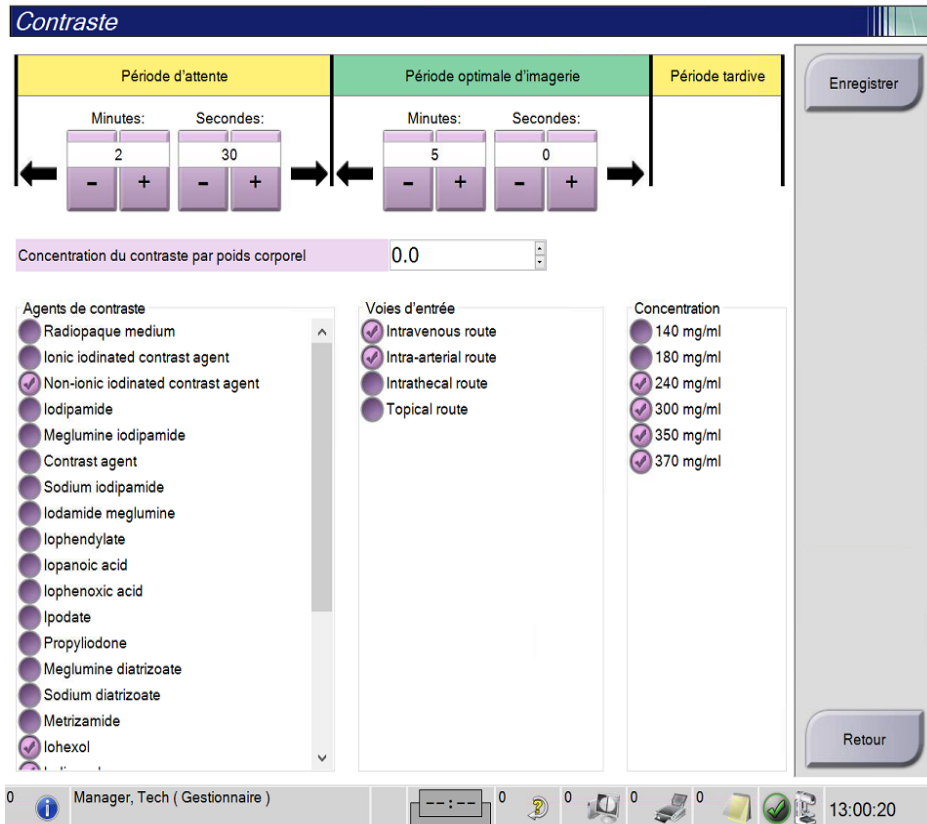 Contraste
Période d'attente
Période optimale d'imagerie
Période tardive
Enregistrer
Minutes:
Secondes:
Minutes:
Secondes:
2
30
5
0
- + - + - + - +
Concentration du contraste par poids corporel
0.0
Agents de contraste
Radiopaque medium
Ionic iodinated contrast agent
Non-ionic iodinated contrast agent
Iodipamide
Meglumine iodipamide
Contrast agent
Sodium iodipamide
Iodamide meglumine
Iophendylate
Iopanoic acid
Iophenoxic acid
Ipodate
Propyliodone
Meglumine diatrizoate
Sodium diatrizoate
Metrizamide
Iohexol
Voies d'entrée
Intravenous route
Intra-arterial route
Intrathecal route
Topical route
Concentration
140 mg/ml
180 mg/ml
240 mg/ml
300 mg/ml
350 mg/ml
370 mg/ml
Retour
0
Manager, Tech ( Gestionnaire )
--:--
0
0
0
0
13:00:20